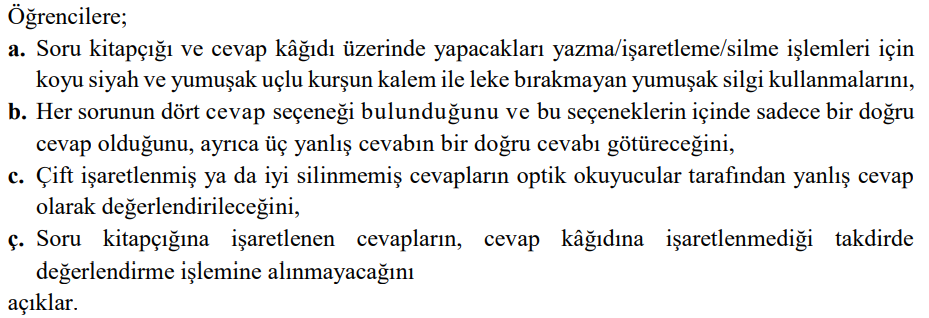 Öğrencilere;
a. Soru kitapçığı ve cevap kâğıdı üzerinde yapacakları yazma/işaretleme/silme işlemleri için
koyu siyah ve yumuşak uçlu kurşun kalem ile leke bırakmayan yumuşak silgi kullanmalarını,
b. Her sorunun dört cevap seçeneği bulunduğunu ve bu seçeneklerin içinde sadece bir doğru
cevap olduğunu, ayrıca üç yanlış cevabın bir doğru cevabı götüreceğini,
c. Çift işaretlenmiş ya da iyi silinmemiş cevapların optik okuyucular tarafından yanlış cevap
olarak değerlendirileceğini,
ç. Soru kitapçığına işaretlenen cevapların, cevap kâğıdına işaretlenmediği takdirde
değerlendirme işlemine alınmayacağını
açıklar.